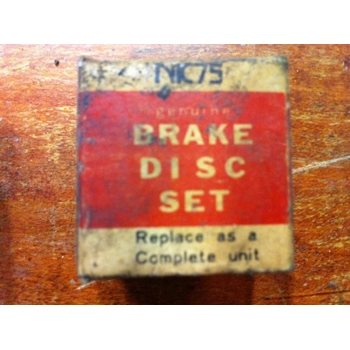 NK75
genuine
BRAKE
DISC
SET
Replace as a
Complete unit